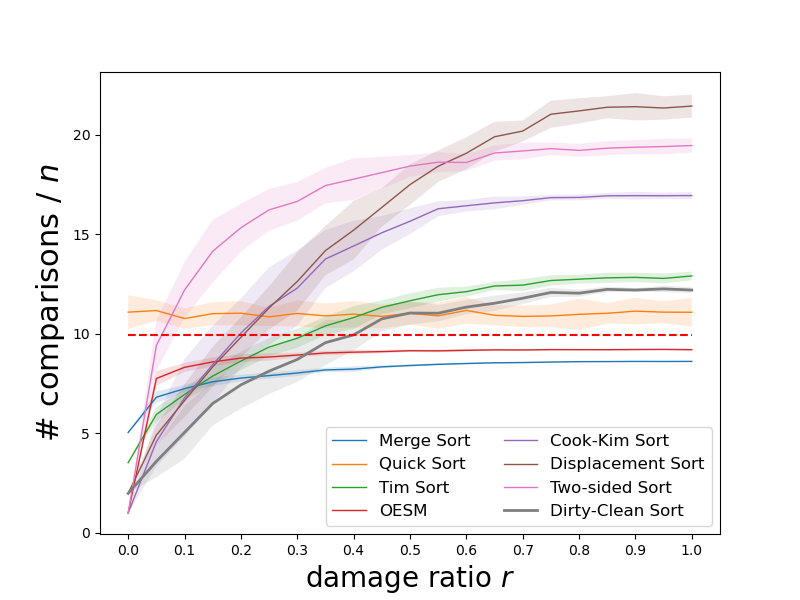 # comparisons / n
20
15
10
5
0
Merge Sort
Quick Sort
Tim Sort
OESM
Cook-Kim Sort
Displacement Sort
Two-sided Sort
Dirty-Clean Sort
0.0 0.1 0.2 0.3 0.4 0.5 0.6 0.7 0.8 0.9 1.0
damage ratio r